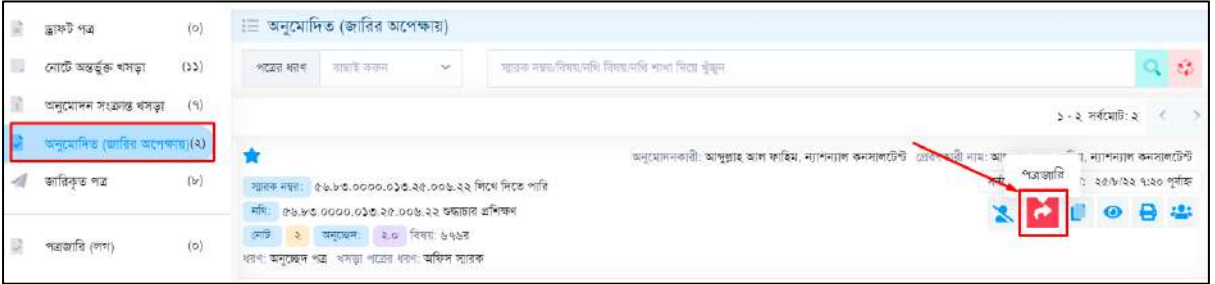 ড্রাফট পত্র (০)
নোটে অন্তর্ভুক্ত খসড়া (১১)
অনুমোদন সংক্রান্ত খসড়া (৭)
অনুমোদিত (জারির অপেক্ষায়)(২)
জারিকৃত পত্র (৮)
পত্রজারি (লগ) (০)
অনুমোদিত (জারির অপেক্ষায়)
পত্রের ধরণ বাছাই করুন স্মারক নম্বর/বিষয়/নথি বিষয়/নথি শাখা দিয়ে খুঁজুন
১ - ২ সর্বমোট: ২
অনুমোদনকারী: আব্দুল্লাহ আল ফাহিম, ন্যাশনাল কনসালটেন্ট নাম: ন্যাশনাল কনসালটেন্ট
পত্রজারি
স্মারক নম্বর: ৫৬.৮৩.০০০০.০১৩.২৫.০০৬.২২ লিখে দিতে পারি ২৫/৮/২২ ৭:২০ পূর্বাহ্ন
নথি: ৫৬.৮৩.০০০০.০১৩.২৫.০০৬.২২ শুদ্ধাচার প্রশিক্ষণ
নোট: ২ অনুচ্ছেদ: ২.০ বিষয়:
ধরণ: অনুচ্ছেদ পত্র খসড়া পত্রের ধরণ: অফিস স্মারক